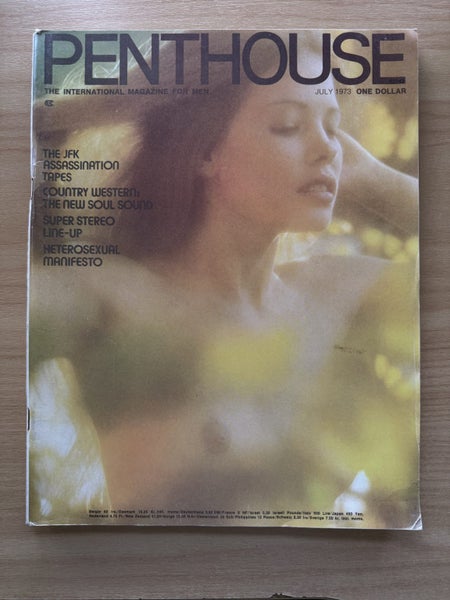 PENTHOUSE
THE INTERNATIONAL MAGAZINE FOR MEN
JULY 1973 ONE DOLLAR
THE JFK
ASSASSINATION
TAPES
COUNTRY WESTERN:
THE NEW SOUL SOUND
SUPER STEREO
LINE-UP
HETEROSEXUAL
MANIFESTO